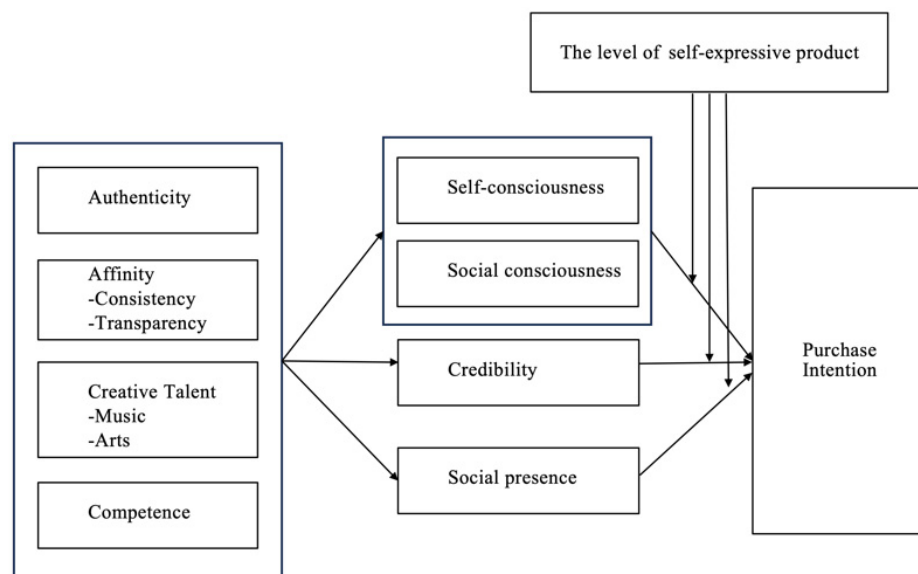 The level of self-expressive product
Authenticity
Affinity
-Consistency
-Transparency
Creative Talent
-Music
-Arts
Competence
Self-consciousness
Social consciousness
Credibility
Social presence
Purchase
Intention